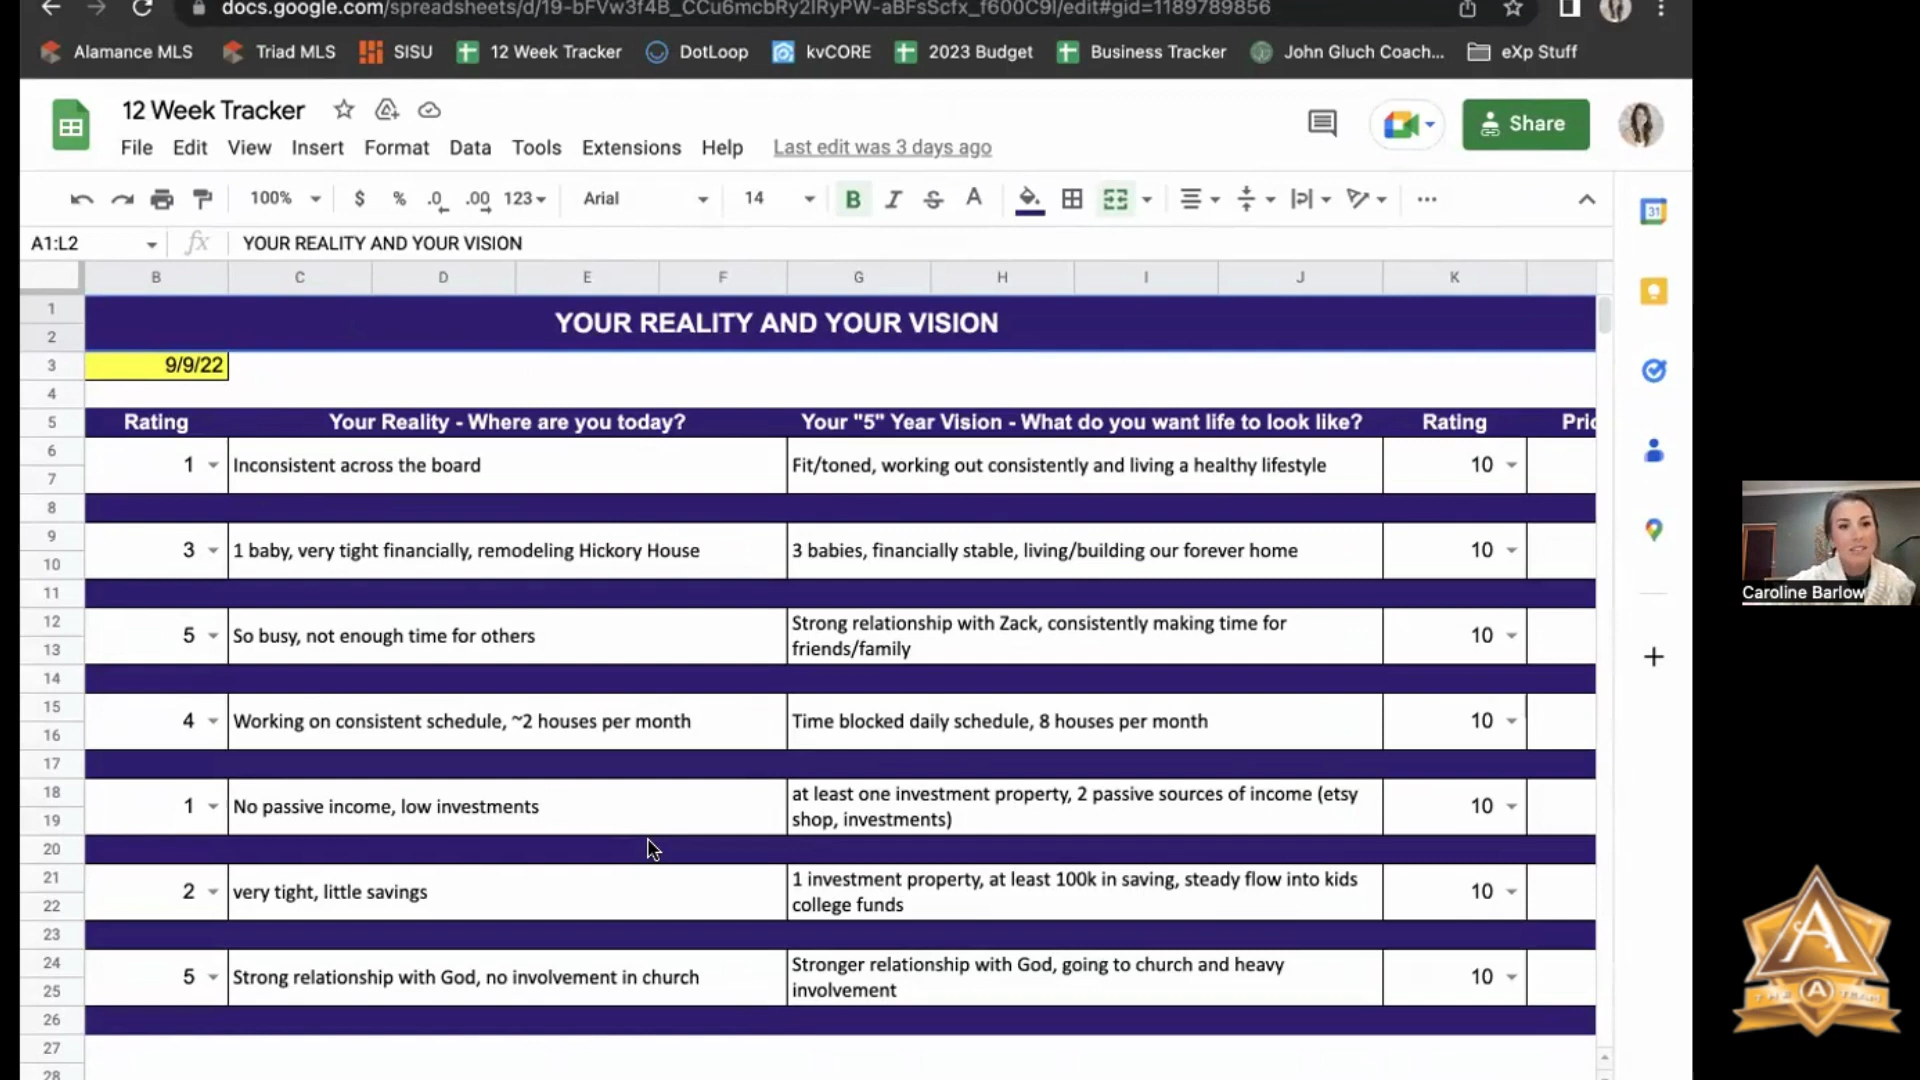 docs.google.com/spreadsheets/d/19-bFVw3f4B_CCu6mcbRy2lRyPW-aBFsScfx_f600C9I/edit#gid=1189789856
Alamance MLS Triad MLS SISU 12 Week Tracker DotLoop kvCORE 2023 Budget Business Tracker John Gluch Coach... eXp Stuff
12 Week Tracker
Share
File Edit View Insert Format Data Tools Extensions Help Last edit was 3 days ago
100% $ % .0 .00 123 Arial 14 B I S A
31
A1:L2 fx YOUR REALITY AND YOUR VISION
B C D E F G H I J K
1
YOUR REALITY AND YOUR VISION
2
3 9/9/22
4
5 Rating Your Reality - Where are you today? Your "5" Year Vision - What do you want life to look like? Rating Pric
6
1 Inconsistent across the board Fit/toned, working out consistently and living a healthy lifestyle 10
7
8
9
3 1 baby, very tight financially, remodeling Hickory House 3 babies, financially stable, living/building our forever home 10
10
11
Caroline Barlow
12 Strong relationship with Zack, consistently making time for
5 So busy, not enough time for others 10
13 friends/family
14
15
4 Working on consistent schedule, ~2 houses per month Time blocked daily schedule, 8 houses per month 10
16
17
18 at least one investment property, 2 passive sources of income (etsy
1 No passive income, low investments 10
19 shop, investments)
20
21 1 investment property, at least 100k in saving, steady flow into kids
2 very tight, little savings 10
22 college funds
23
24 Stronger relationship with God, going to church and heavy
5 Strong relationship with God, no involvement in church 10
25 involvement
26
27
28
A
THE A TEAM